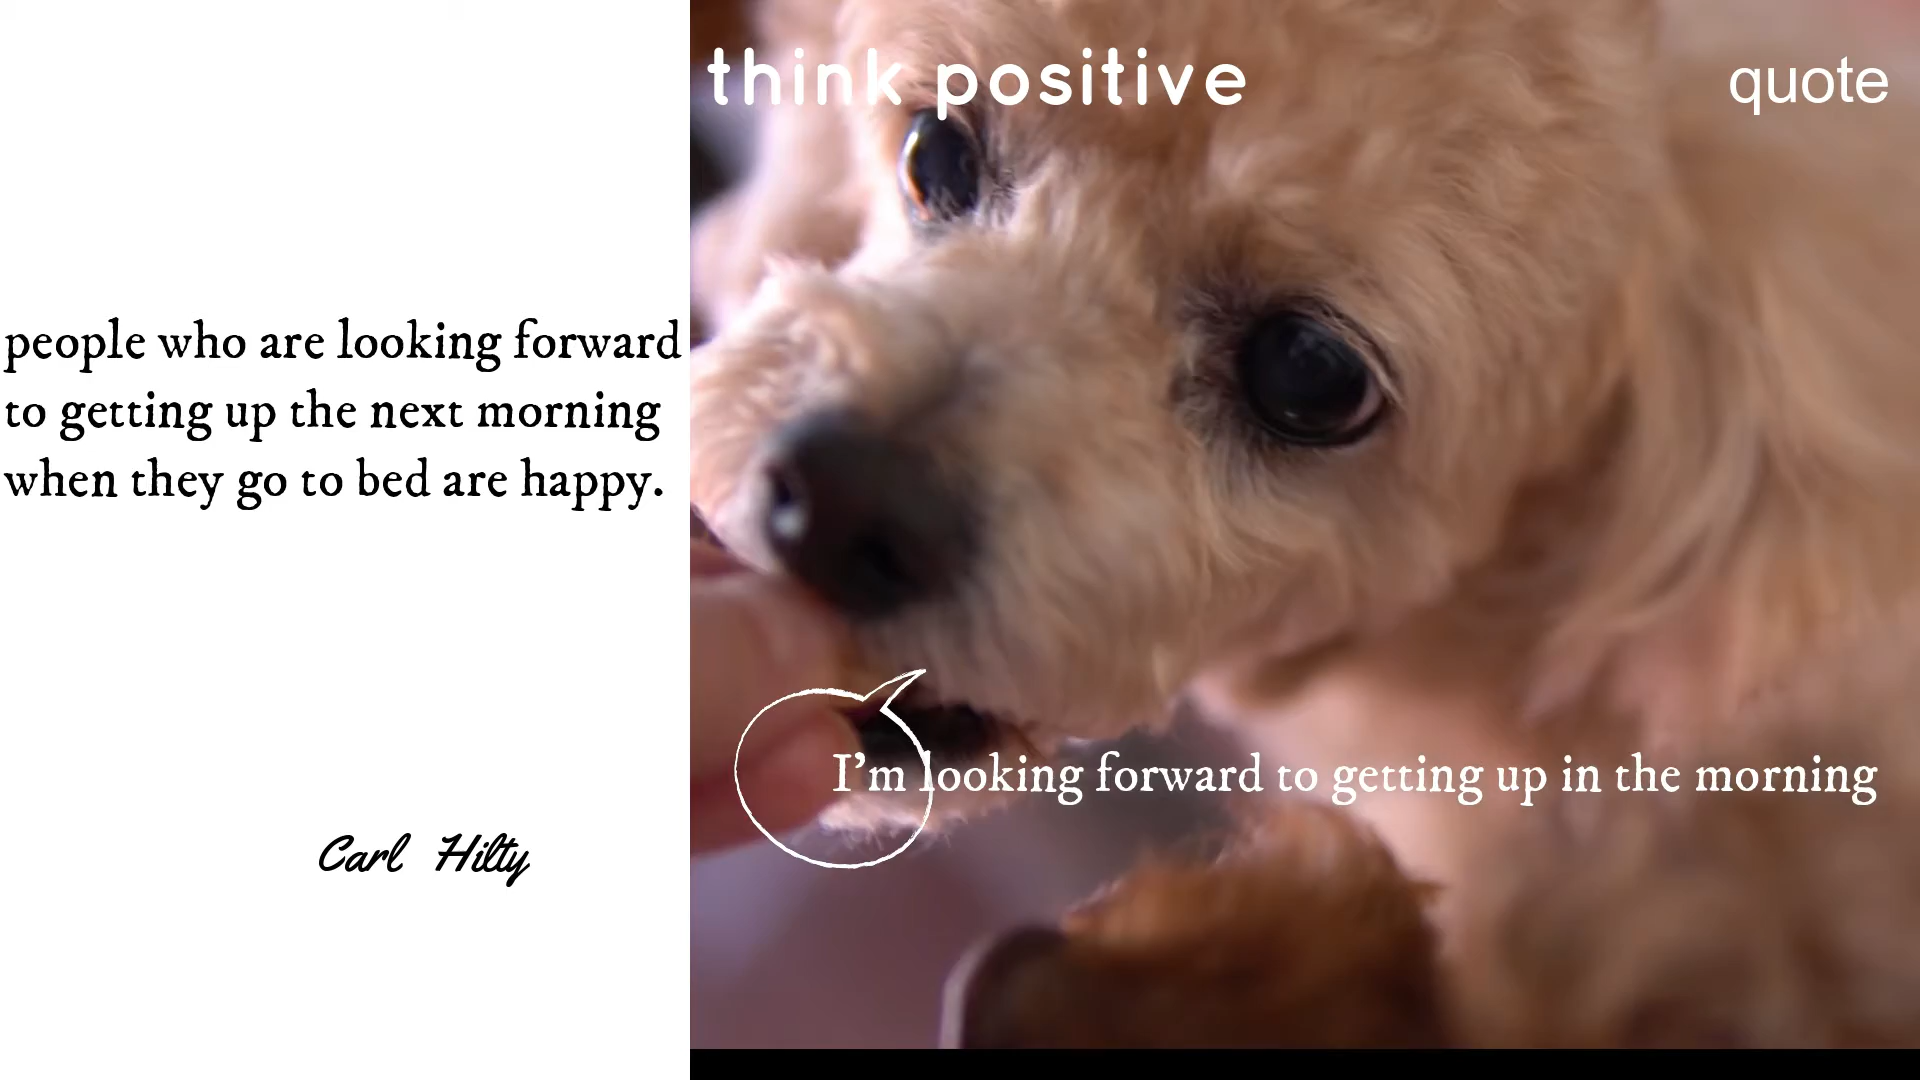 think positive
quote
people who are looking forward
to getting up the next morning
when they go to bed are happy.
I'm looking forward to getting up in the morning
Carl Hilty